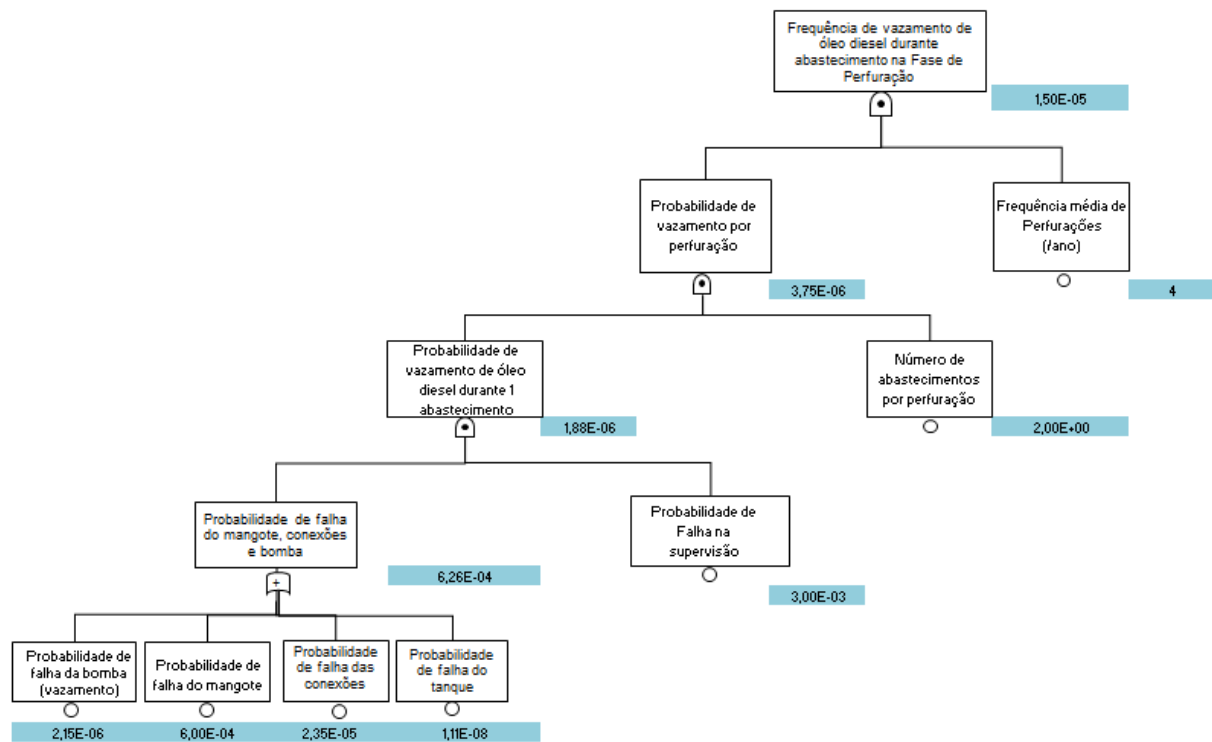 Frequência de vazamento de
óleo diesel durante
abastecimento na Fase de
Perfuração
1,50E-05
Probabilidade de
vazamento por
perfuração
Frequência média de
Perfurações
(/ano)
3,75E-06
4
Probabilidade de
vazamento de óleo
diesel durante 1
abastecimento
Número de
abastecimentos
por perfuração
1,88E-06
2,00E+00
Probabilidade de falha
do mangote, conexões
e bomba
Probabilidade de
Falha na
supervisão
+
6,26E-04
3,00E-03
Probabilidade de
falha da bomba
(vazamento)
Probabilidade de
falha do mangote
Probabilidade
de falha das
conexões
Probabilidade
de falha do
tanque
2,15E-06
6,00E-04
2,35E-05
1,11E-08